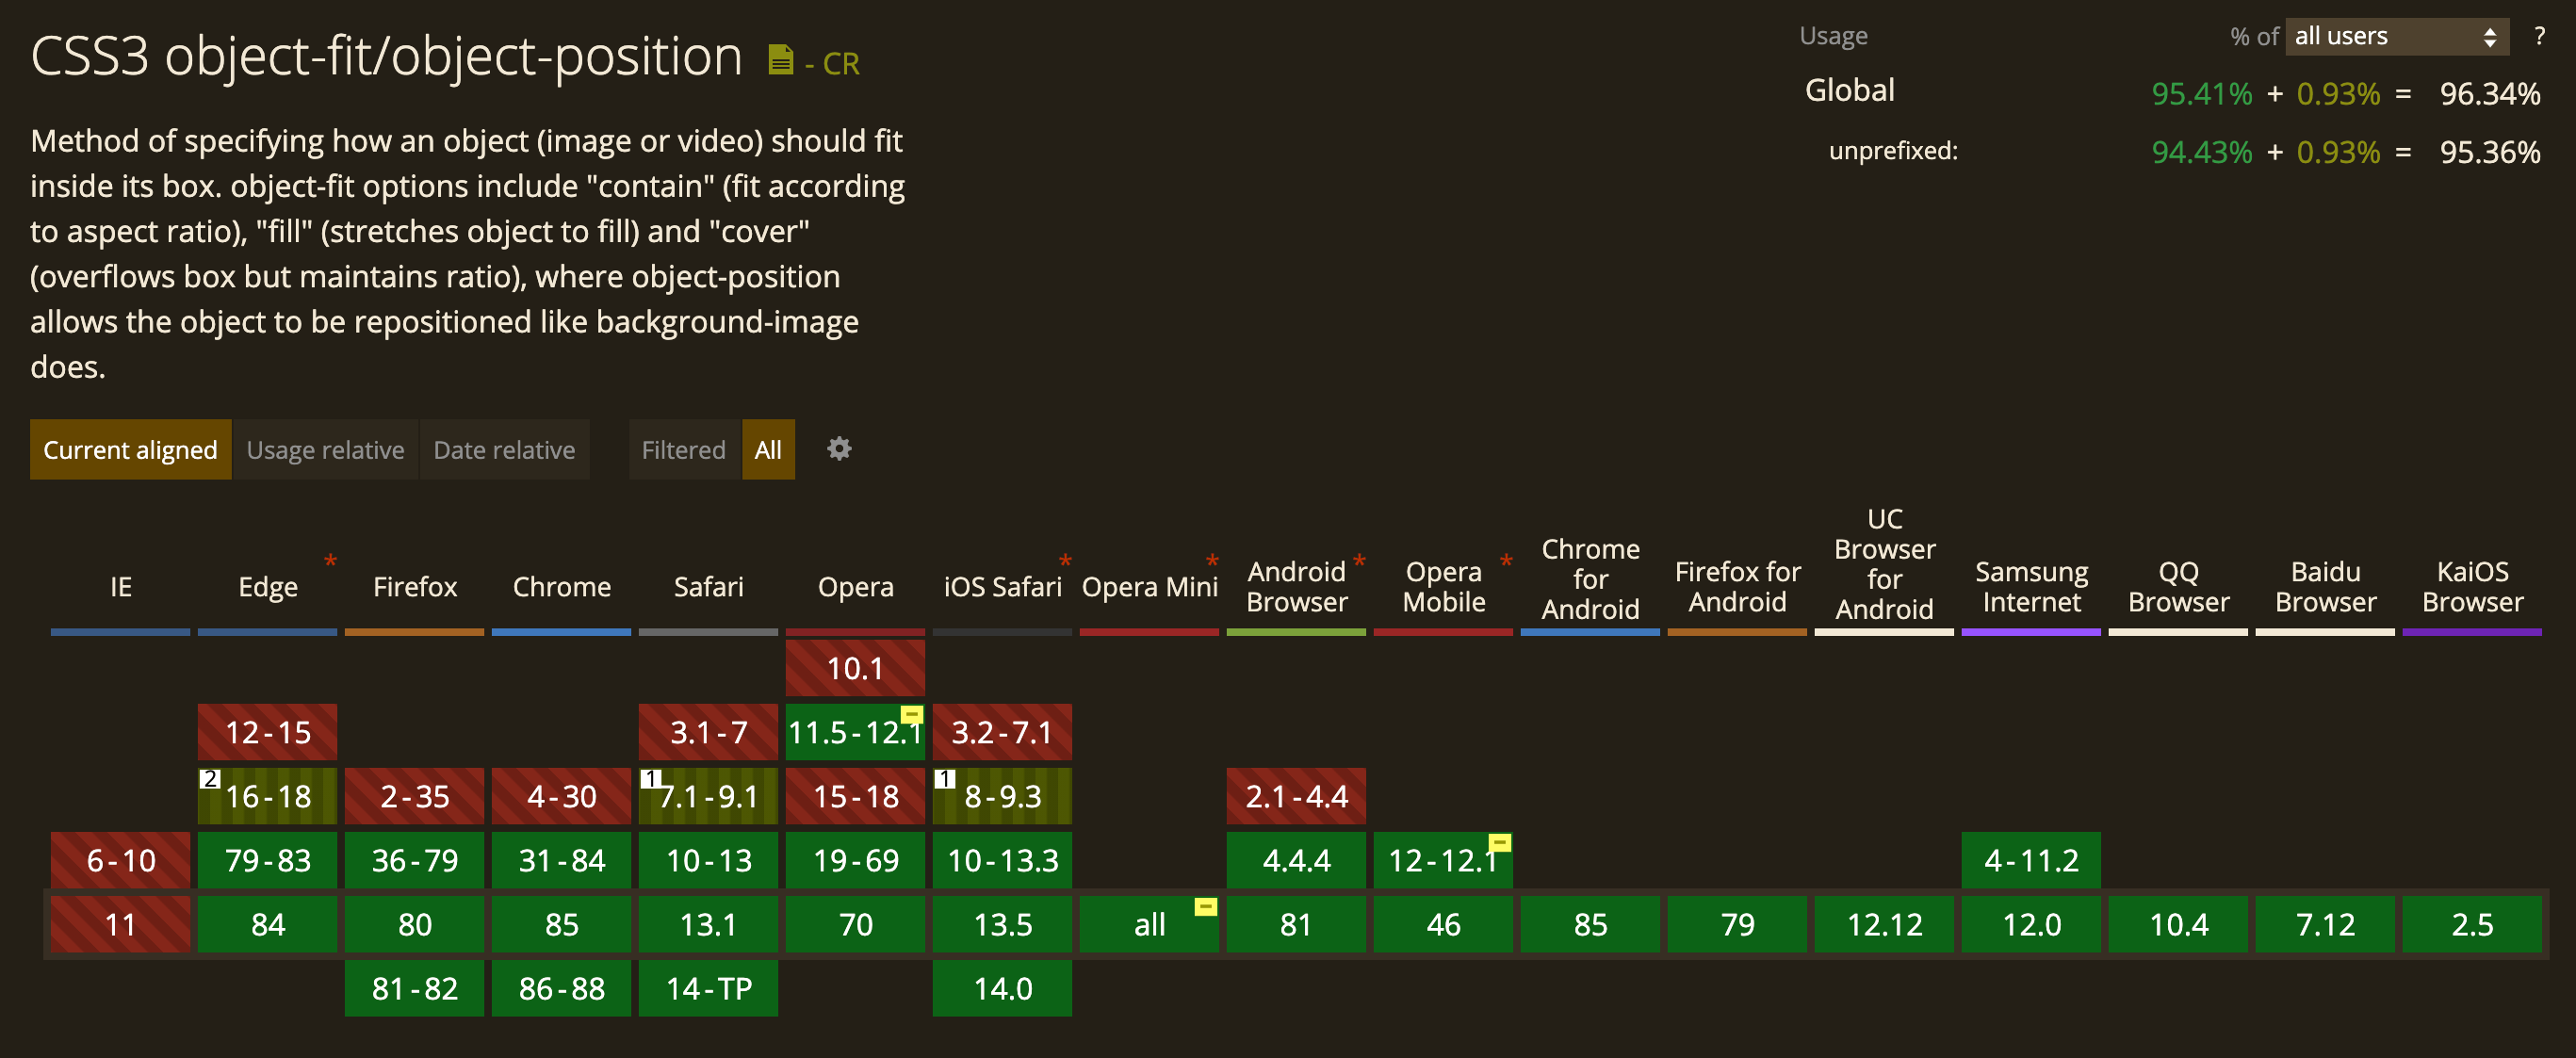 CSS3 object-fit/object-position - CR
Usage % of all users ?
Global 95.41% + 0.93% = 96.34%
unprefixed: 94.43% + 0.93% = 95.36%
Method of specifying how an object (image or video) should fit
inside its box. object-fit options include "contain" (fit according
to aspect ratio), "fill" (stretches object to fill) and "cover"
(overflows box but maintains ratio), where object-position
allows the object to be repositioned like background-image
does.
Current aligned Usage relative Date relative Filtered All
IE Edge * Firefox Chrome Safari Opera iOS Safari * Opera Mini * Android Browser * Opera Mobile * Chrome for Android Firefox for Android UC Browser for Android Samsung Internet QQ Browser Baidu Browser KaiOS Browser
10.1
12-15 3.1-7 11.5-12.1 3.2-7.1
2 16-18 2-35 4-30 1 7.1-9.1 15-18 1 8-9.3 2.1-4.4
6-10 79-83 36-79 31-84 10-13 19-69 10-13.3 4.4.4 12-12.1 4-11.2
11 84 80 85 13.1 70 13.5 all 81 46 85 79 12.12 12.0 10.4 7.12 2.5
81-82 86-88 14-TP 14.0